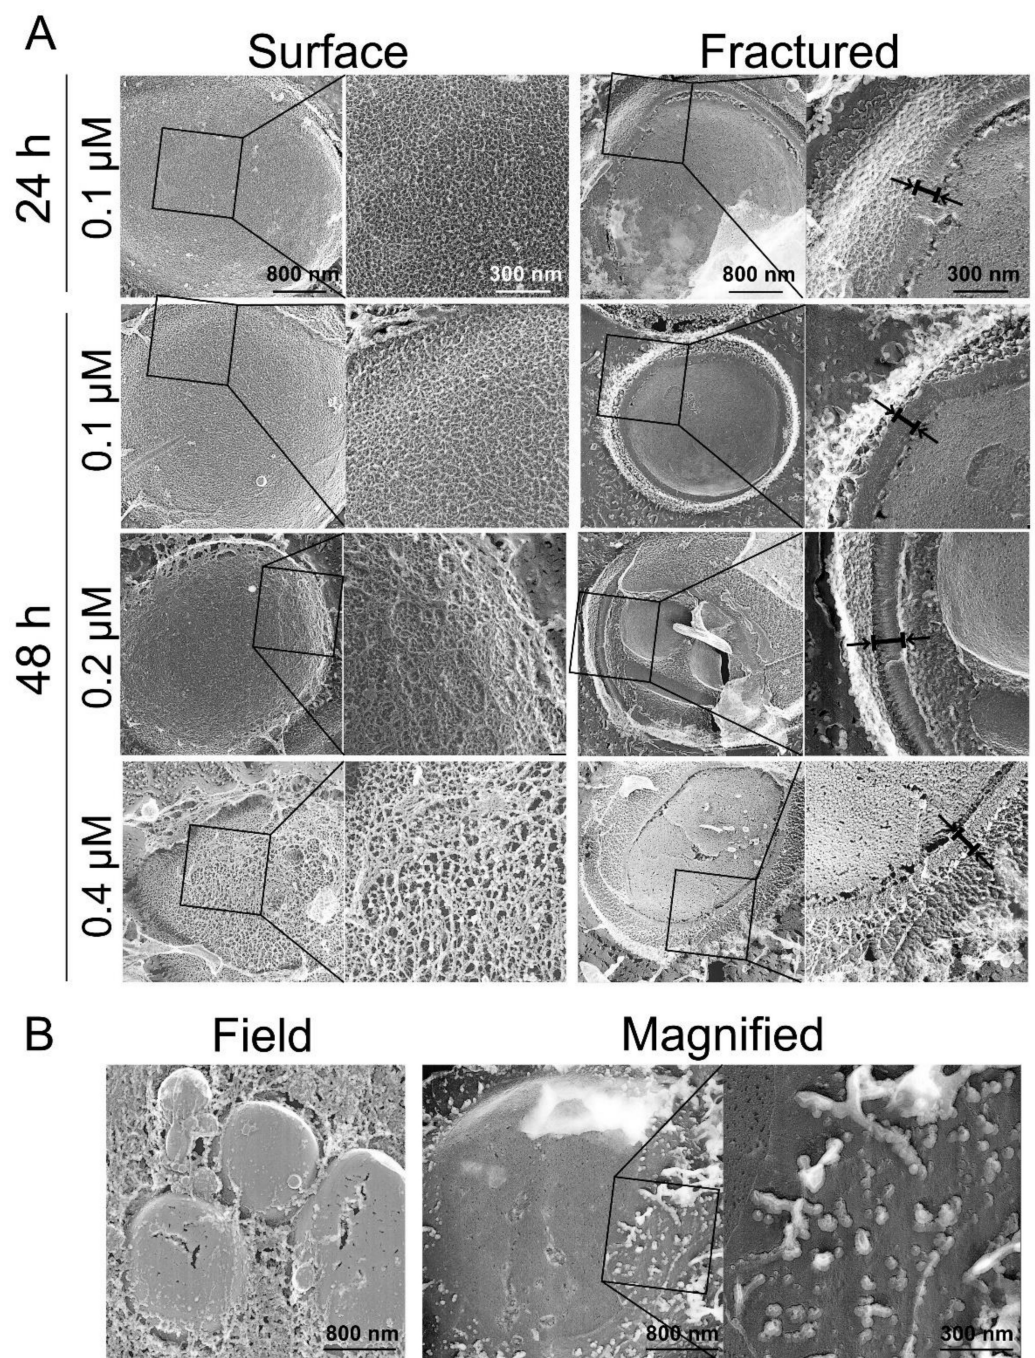 A
Surface
Fractured
24 h
0.1 µM
800 nm
300 nm
800 nm
300 nm
48 h
0.1 µM
0.2 µM
0.4 µM
B
Field
Magnified
800 nm
800 nm
300 nm